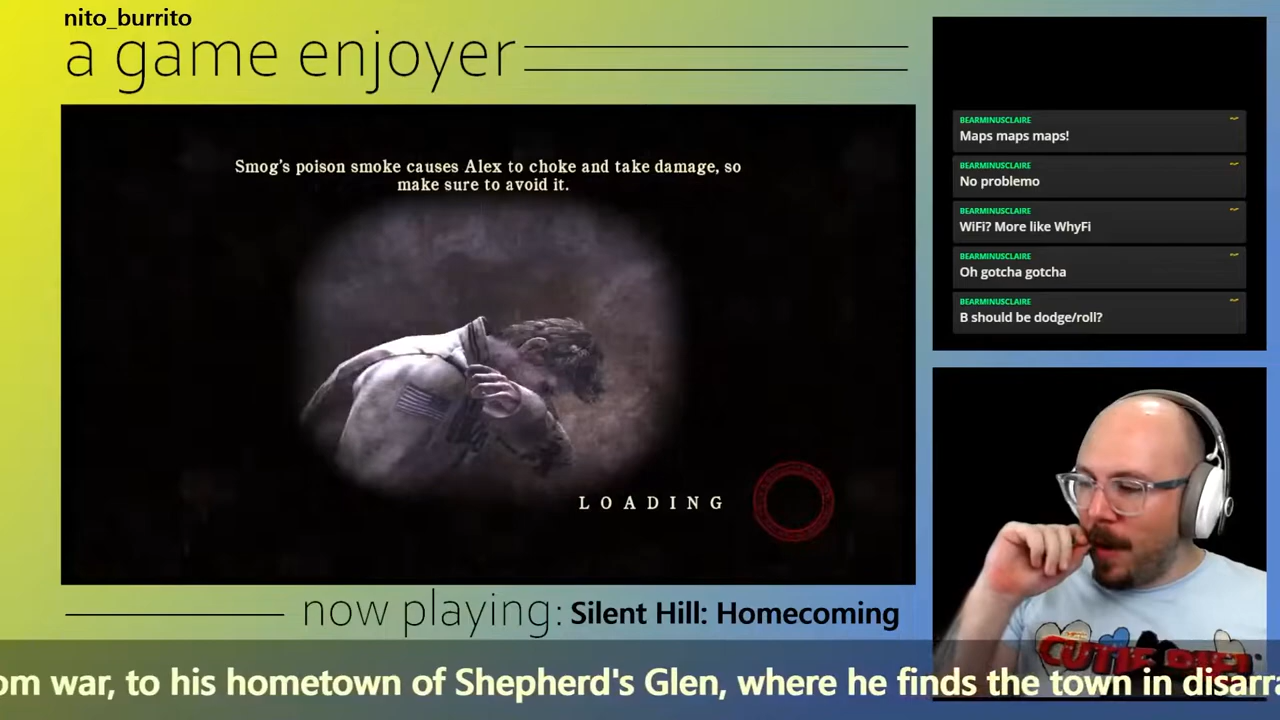 nito_burrito
a game enjoyer
Smog's poison smoke causes Alex to choke and take damage, so
make sure to avoid it.
LOADING
now playing: Silent Hill: Homecoming
BEARMINUSCLAIRE
Maps maps maps!
BEARMINUSCLAIRE
No problemo
BEARMINUSCLAIRE
WiFi? More like WhyFi
BEARMINUSCLAIRE
Oh gotcha gotcha
BEARMINUSCLAIRE
B should be dodge/roll?
CUTIE PIE!
om war, to his hometown of Shepherd's Glen, where he finds the town in disarra